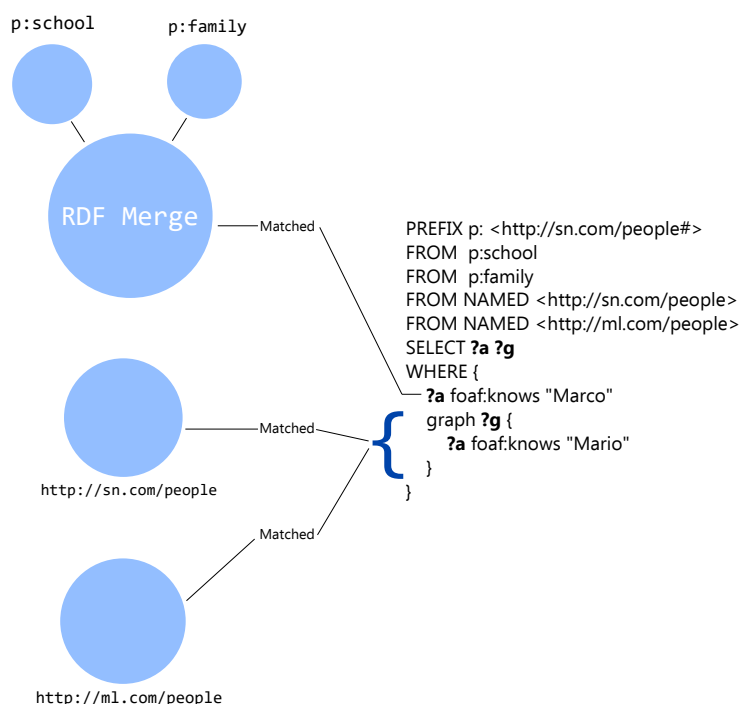 p:school
p:family
RDF Merge
Matched
PREFIX p: <http://sn.com/people#>
FROM p:school
FROM p:family
FROM NAMED <http://sn.com/people>
FROM NAMED <http://ml.com/people>
SELECT ?a ?g
WHERE {
?a foaf:knows "Marco"
graph ?g {
?a foaf:knows "Mario"
}
}
{
Matched
http://sn.com/people
Matched
http://ml.com/people